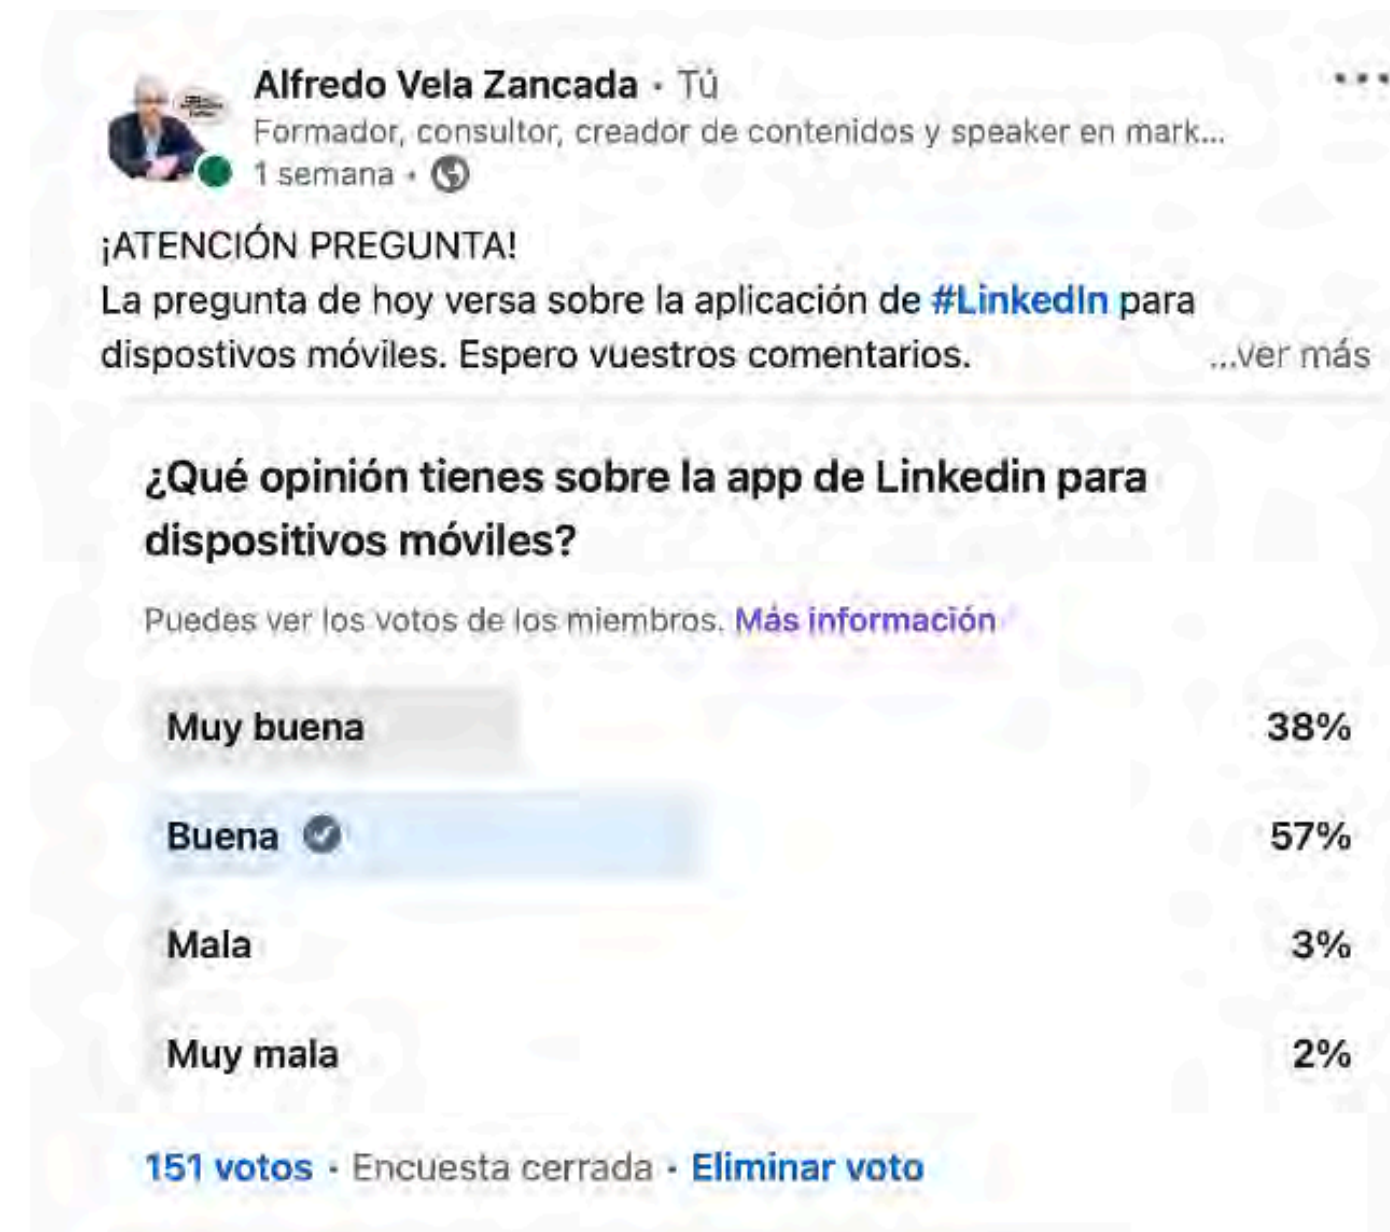 Alfredo Vela Zancada · Tú
Formador, consultor, creador de contenidos y speaker en mark...
1 semana ·
¡ATENCIÓN PREGUNTA!
La pregunta de hoy versa sobre la aplicación de #LinkedIn para
dispostivos móviles. Espero vuestros comentarios. ...ver más
¿Qué opinión tienes sobre la app de Linkedin para
dispositivos móviles?
Puedes ver los votos de los miembros. Más información
Muy buena 38%
Buena 57%
Mala 3%
Muy mala 2%
151 votos · Encuesta cerrada · Eliminar voto